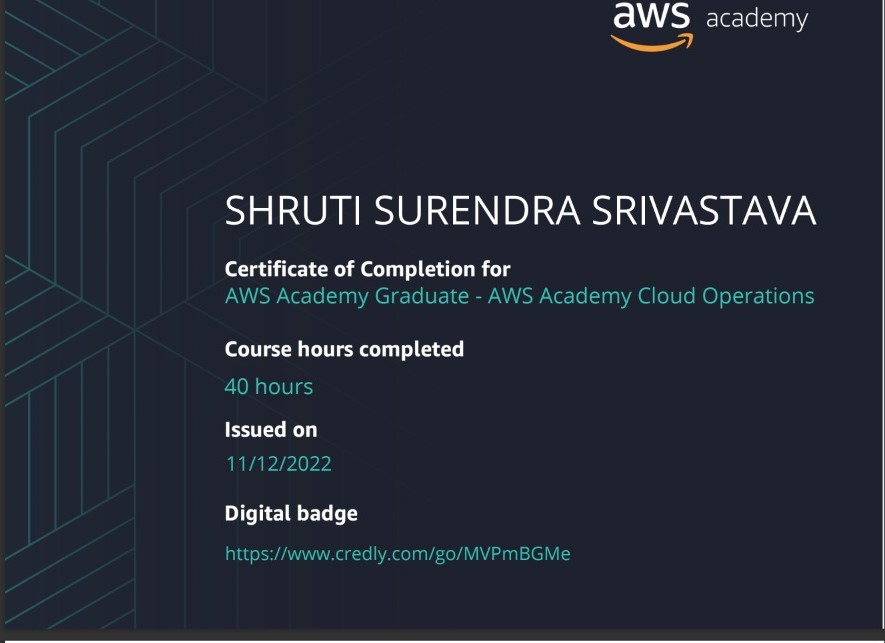 aws academy
SHRUTI SURENDRA SRIVASTAVA
Certificate of Completion for
AWS Academy Graduate - AWS Academy Cloud Operations
Course hours completed
40 hours
Issued on
11/12/2022
Digital badge
https://www.credly.com/go/MVPmBGMe